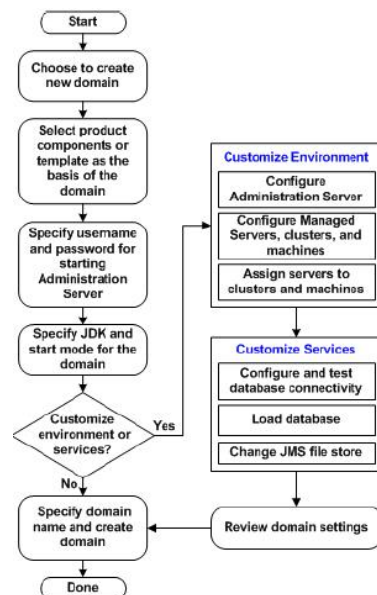 Start
Choose to create
new domain
Select product
components or
template as the
basis of the
domain
Specify username
and password for
starting
Administration
Server
Specify JDK and
start mode for the
domain
Customize
environment or
services?
Yes
No
Customize Environment
Configure
Administration Server
Configure Managed
Servers, clusters, and
machines
Assign servers to
clusters and machines
Customize Services
Configure and test
database connectivity
Load database
Change JMS file store
Review domain settings
Specify domain
name and create
domain
Done